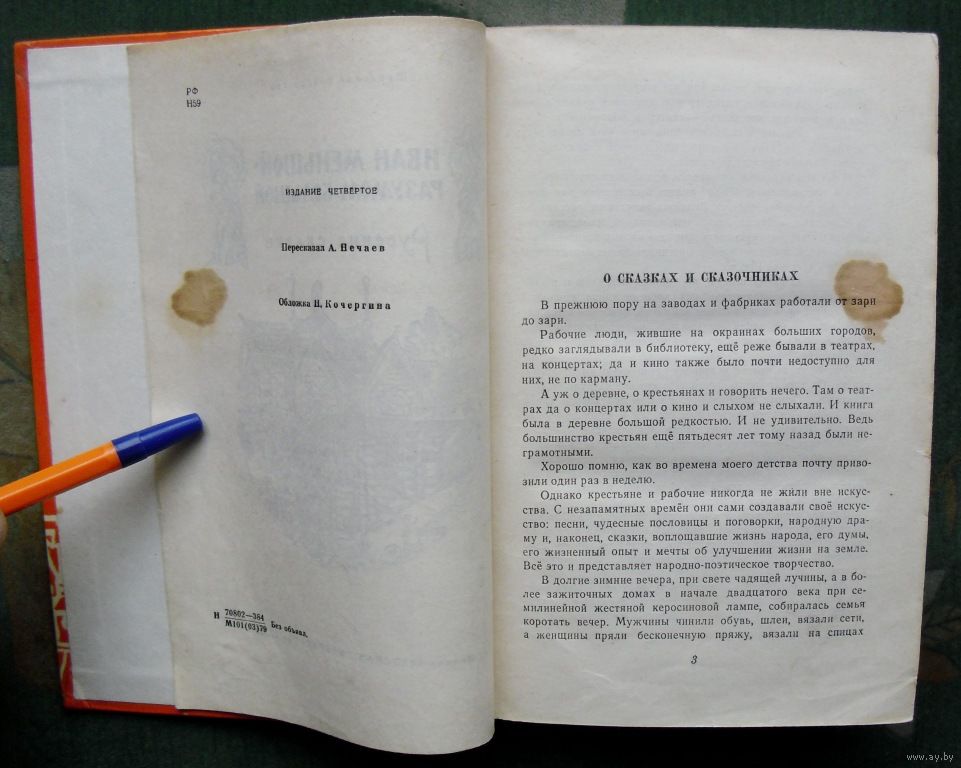 РФ
Н59
ИЗДАНИЕ ЧЕТВЕРТОЕ
Пересказал А. Нечаев
Обложка Н, Кочергина
Н 70802—384
М101(03)79 Без объявл.
О СКАЗКАХ И СКАЗОЧНИКАХ
В прежнюю пору на заводах и фабриках работали от зари
до зари.
Рабочие люди, жившие на окраинах больших городов,
редко заглядывали в библиотеку, ещё реже бывали в театрах,
на концертах; да и кино также было почти недоступно для
них, не по карману.
А уж о деревне, о крестьянах и говорить нечего. Там о теат-
рах да о концертах или о кино и слыхом не слыхали. И книга
была в деревне большой редкостью. И не удивительно. Ведь
большинство крестьян ещё пятьдесят лет тому назад были не-
грамотными.
Хорошо помню, как во времена моего детства почту приво-
зили один раз в неделю.
Однако крестьяне и рабочие никогда не жили вне искус-
ства. С незапамятных времён они сами создавали своё искус-
ство: песни, чудесные пословицы и поговорки, народную дра-
му и, наконец, сказки, воплощавшие жизнь народа, его думы,
его жизненный опыт и мечты об улучшении жизни на земле.
Всё это и представляет народно-поэтическое творчество.
В долгие зимние вечера, при свете чадящей лучины, а в бо-
лее зажиточных домах в начале двадцатого века при се-
милинейной жестяной керосиновой лампе, собиралась семья
коротать вечер. Мужчины чинили обувь, шлеи, вязали сети,
а женщины пряли бесконечную пряжу, вязали на спицах
3
www.ay.by